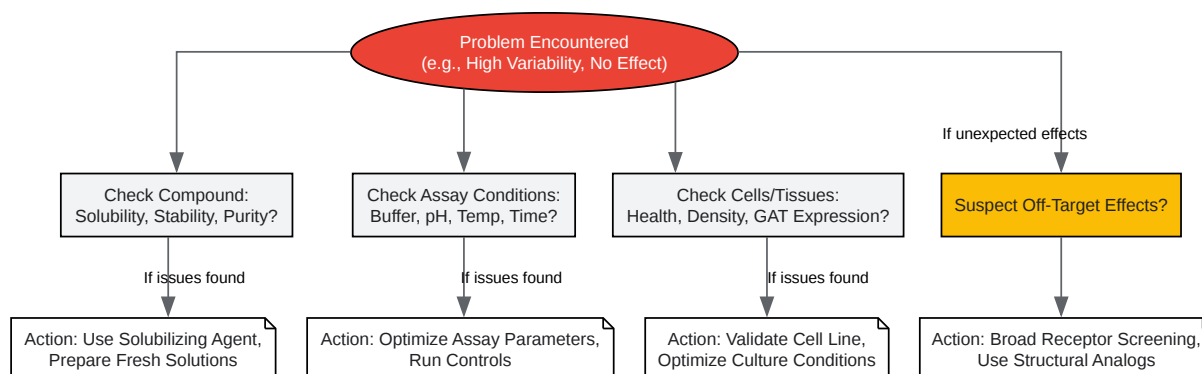 Problem Encountered
(e.g., High Variability, No Effect)
If unexpected effects
Check Compound:
Solubility, Stability, Purity?
Check Assay Conditions:
Buffer, pH, Temp, Time?
Check Cells/Tissues:
Health, Density, GAT Expression?
Suspect Off-Target Effects?
If issues found
If issues found
If issues found
Action: Use Solubilizing Agent,
Prepare Fresh Solutions
Action: Optimize Assay Parameters,
Run Controls
Action: Validate Cell Line,
Optimize Culture Conditions
Action: Broad Receptor Screening,
Use Structural Analogs